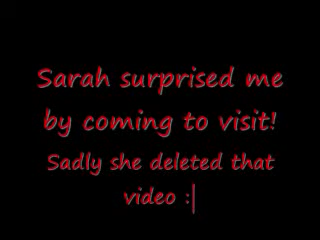 Sarah surprised me
by coming to visit!
Sadly she deleted that
video :|